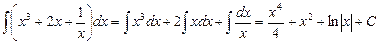 ∫(x³ ÷ 2x ÷ 1/x)dx = ∫x³dx ÷ 2∫xdx ÷ ∫dx/x = x⁴/4 ÷ x² ÷ ln|x| ÷ C